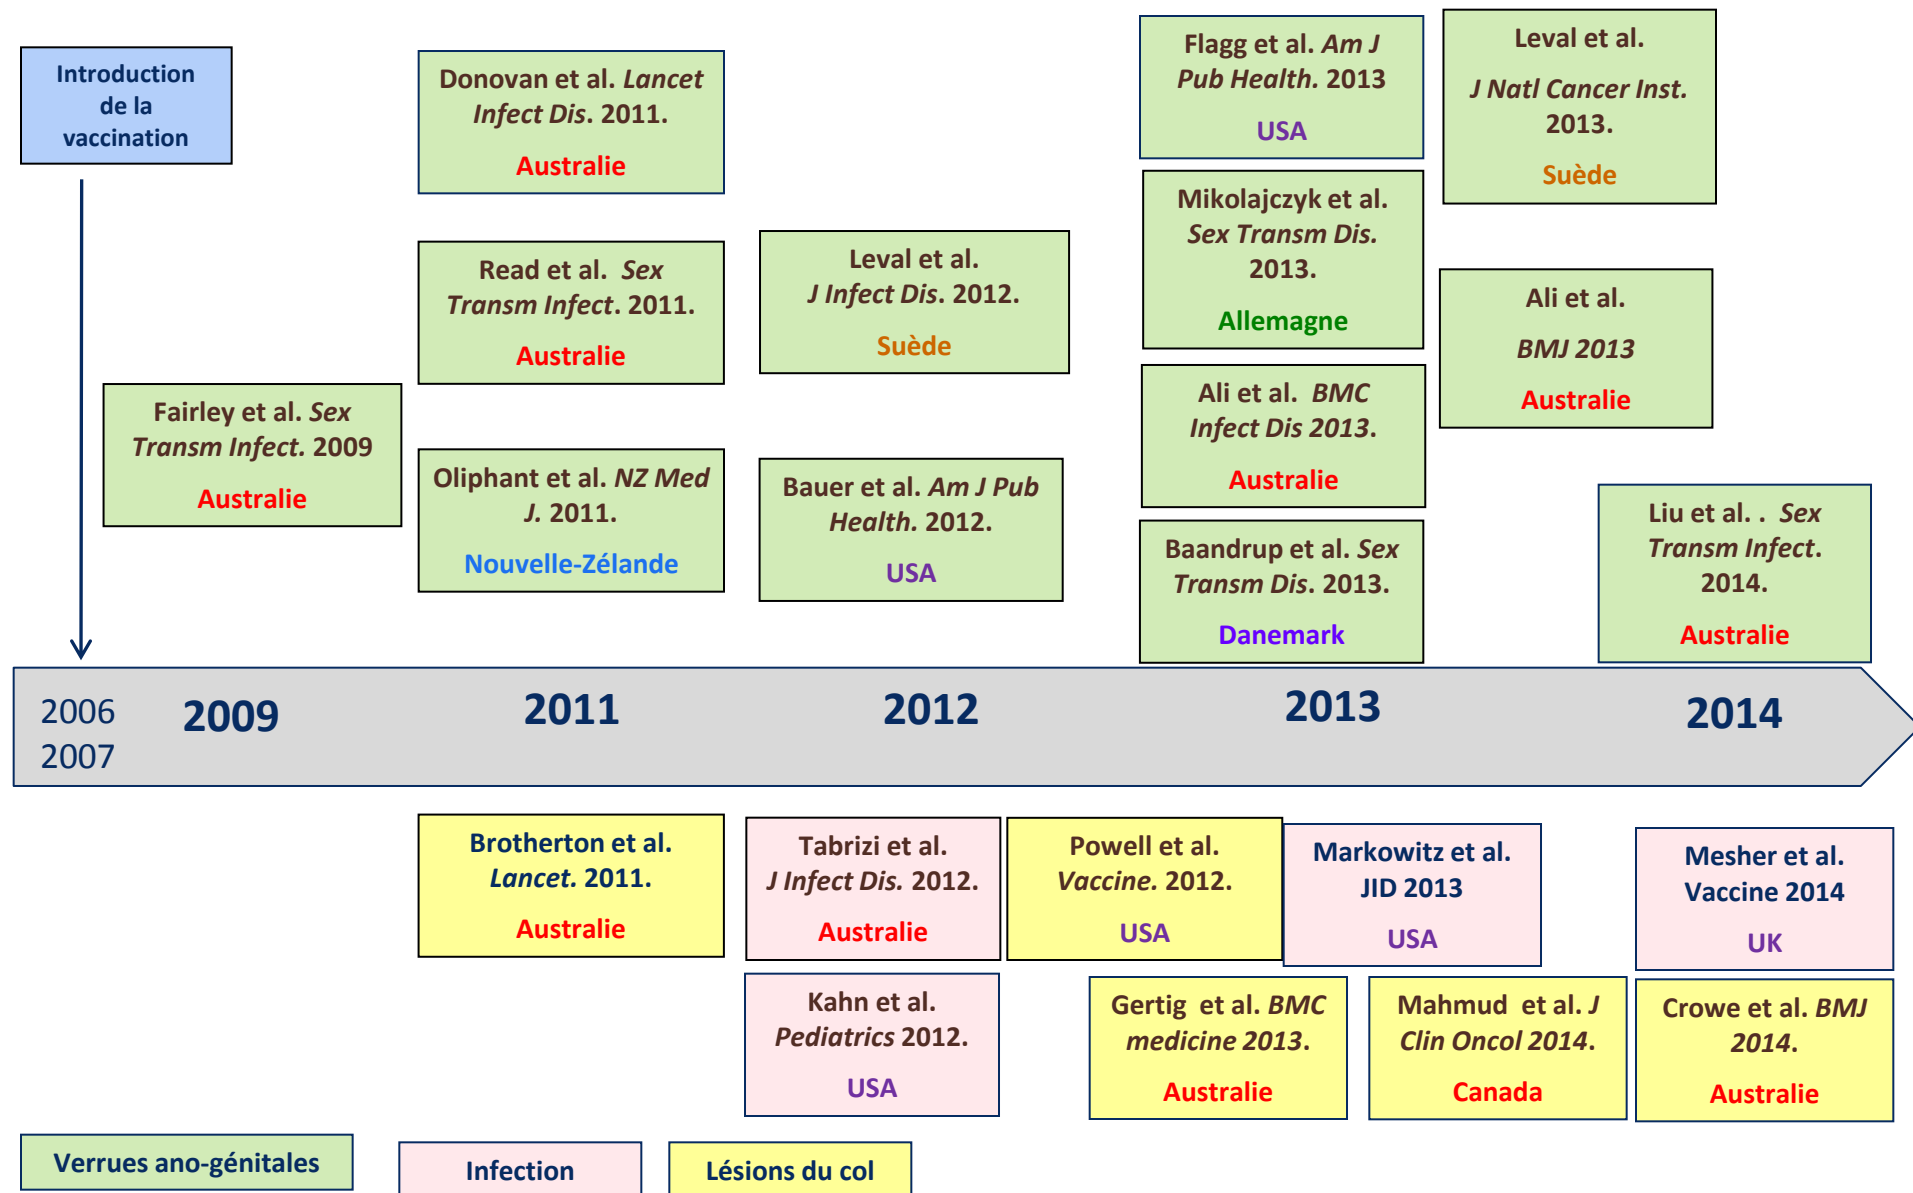 Introduction
de la
vaccination
Fairley et al. Sex
Transm Infect. 2009
Australie
Donovan et al. Lancet
Infect Dis. 2011.
Australie
Read et al. Sex
Transm Infect. 2011.
Australie
Oliphant et al. NZ Med
J. 2011.
Nouvelle-Zélande
Leval et al.
J Infect Dis. 2012.
Suède
Bauer et al. Am J Pub
Health. 2012.
USA
Flagg et al. Am J
Pub Health. 2013
USA
Mikolajczyk et al.
Sex Transm Dis.
2013.
Allemagne
Ali et al. BMC
Infect Dis 2013.
Australie
Baandrup et al. Sex
Transm Dis. 2013.
Danemark
Leval et al.
J Natl Cancer Inst.
2013.
Suède
Ali et al.
BMJ 2013
Australie
Liu et al. . Sex
Transm Infect.
2014.
Australie
2006
2007
2009
2011
2012
2013
2014
Brotherton et al.
Lancet. 2011.
Australie
Tabrizi et al.
J Infect Dis. 2012.
Australie
Powell et al.
Vaccine. 2012.
USA
Markowitz et al.
JID 2013
USA
Mesher et al.
Vaccine 2014
UK
Kahn et al.
Pediatrics 2012.
USA
Gertig et al. BMC
medicine 2013.
Australie
Mahmud et al. J
Clin Oncol 2014.
Canada
Crowe et al. BMJ
2014.
Australie
Verrues ano-génitales
Infection
Lésions du col